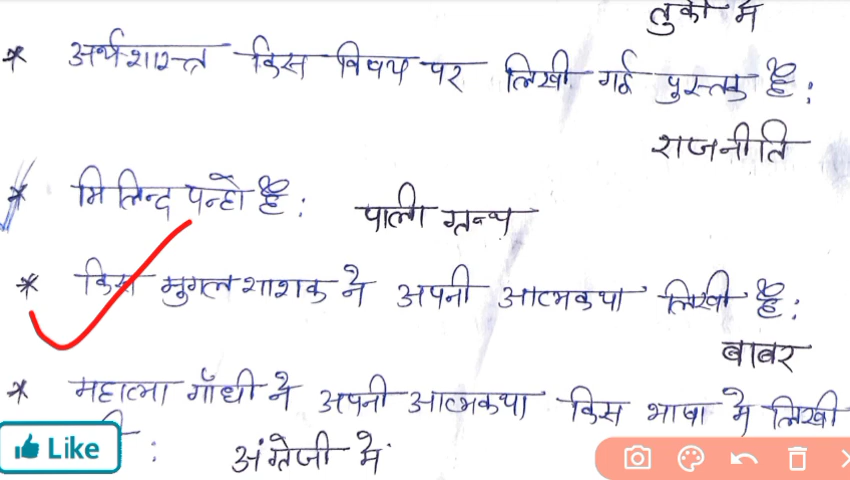 तुर्की में
* अर्थशास्त्र किस विषय पर लिखी गई पुस्तक है:
राजनीति
* मिलिन्द पन्हो है: पाली ग्रन्थ
* किस मुगल शाशक ने अपनी आत्मकथा लिखी है:
बाबर
* महात्मा गाँधी ने अपनी आत्मकथा किस भाषा मे लिखी
: अंग्रेजी में
Like